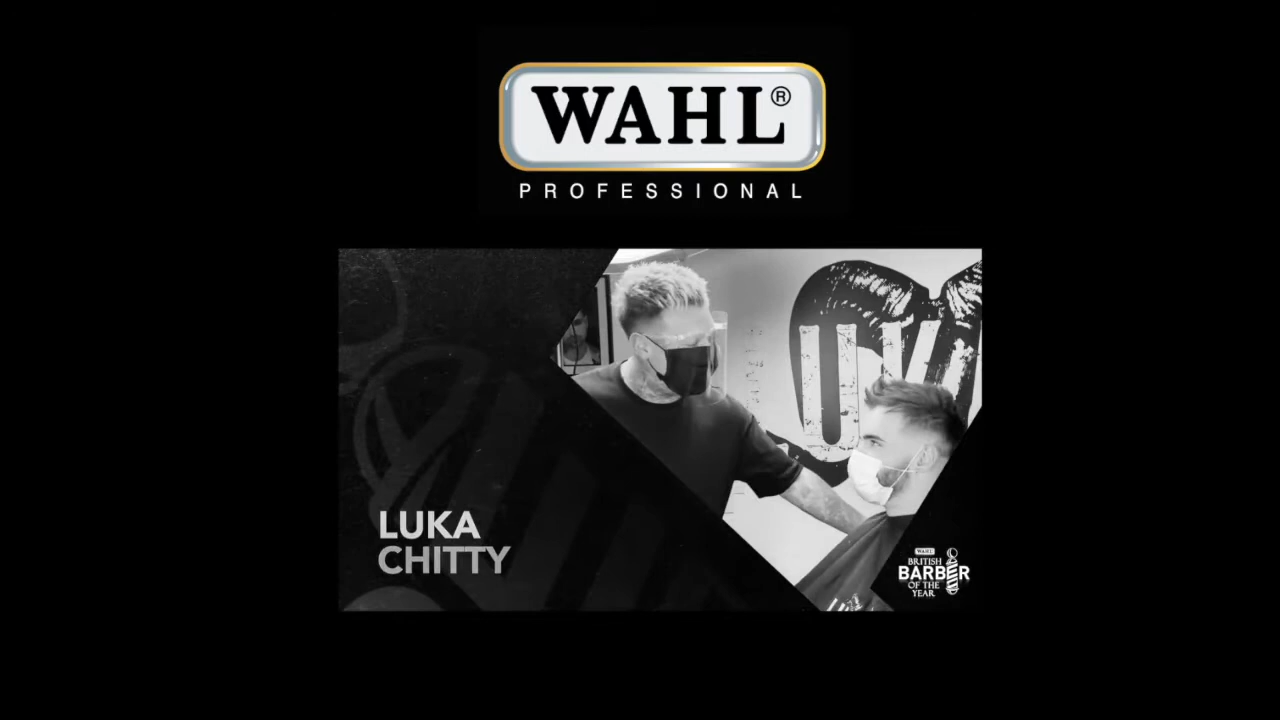 WAHL®
PROFESSIONAL
LUKA
CHITTY
WAHL
BRITISH
BARBER
OF THE
YEAR